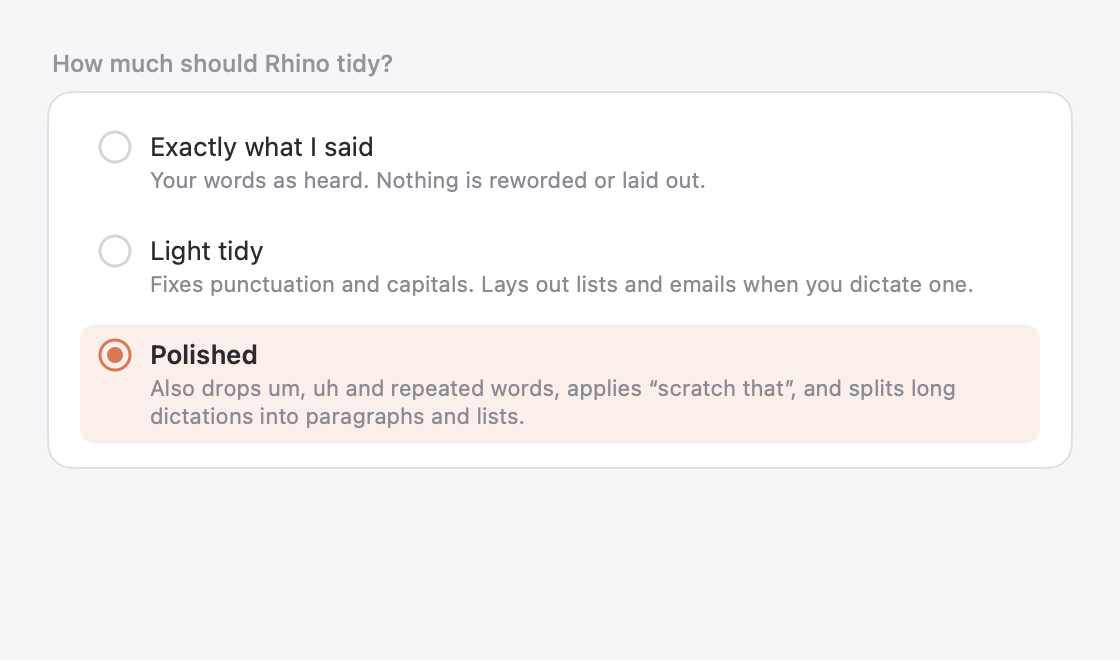 How much should Rhino tidy?
Exactly what I said
Your words as heard. Nothing is reworded or laid out.
Light tidy
Fixes punctuation and capitals. Lays out lists and emails when you dictate one.
Polished
Also drops um, uh and repeated words, applies “scratch that”, and splits long
dictations into paragraphs and lists.